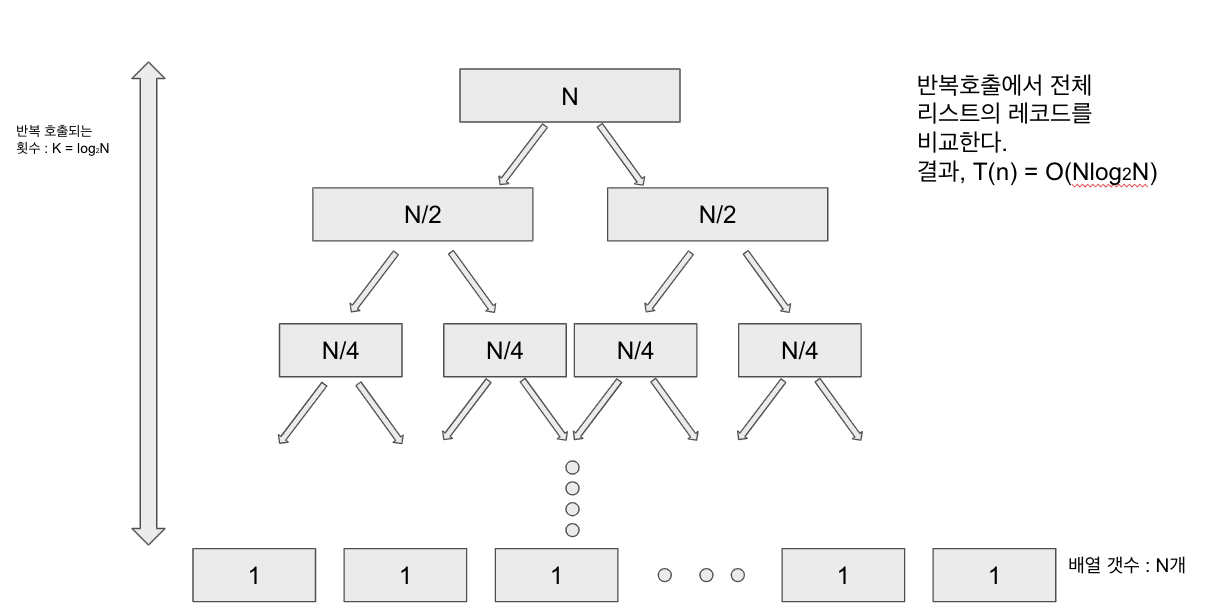 N
반복호출에서 전체
리스트의 레코드를
비교한다.
결과, T(n) = O(Nlog2N)
반복 호출되는
횟수 : K = log₂N
N/2
N/2
N/4
N/4
N/4
N/4
1
1
1
1
1
배열 갯수 : N개